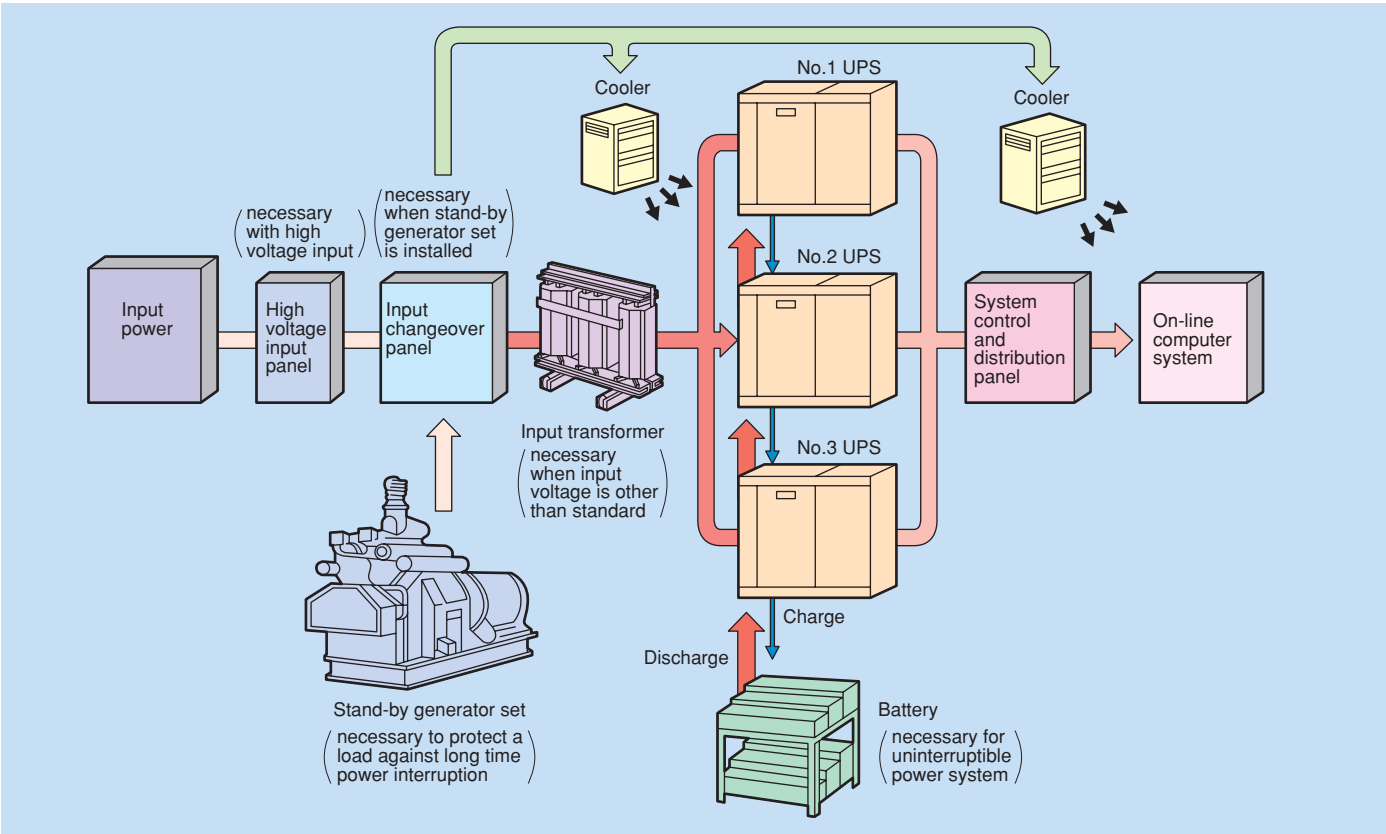 No.1 UPS
Cooler
Cooler
necessary
with high
voltage input
necessary
when stand-by
generator set
is installed
No.2 UPS
Input
power
High
voltage
input
panel
Input
changeover
panel
System
control
and
distribution
panel
On-line
computer
system
Input transformer
necessary
when input
voltage is other
than standard
No.3 UPS
Charge
Discharge
Stand-by generator set
necessary to protect a
load against long time
power interruption
Battery
necessary for
uninterruptible
power system